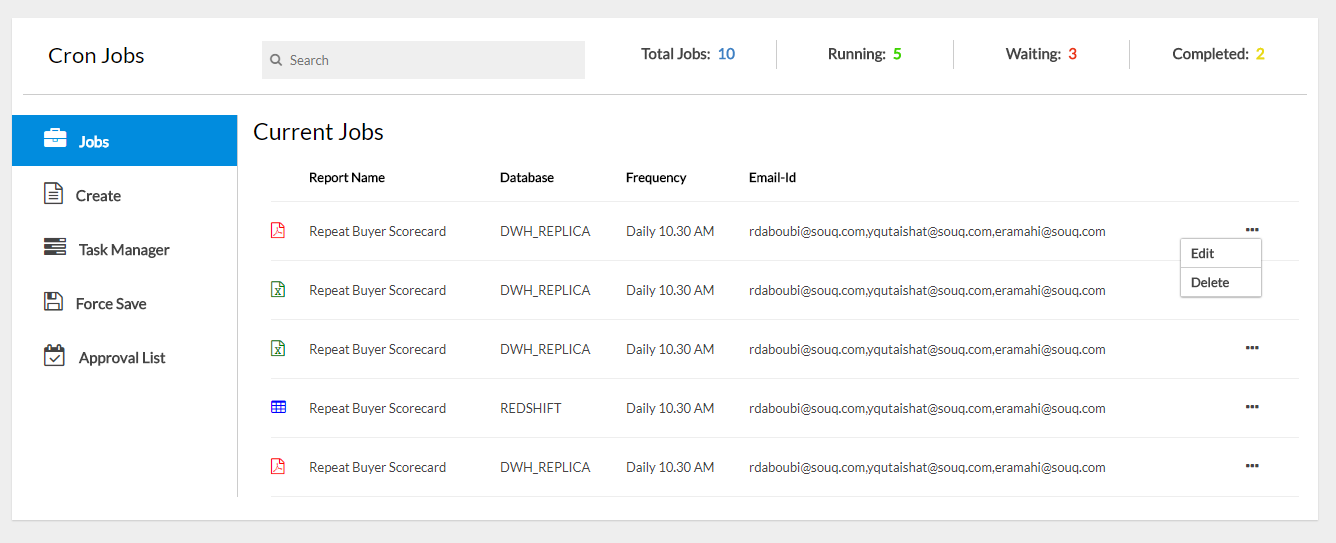 Cron Jobs
Search
Total Jobs: 10
Running: 5
Waiting: 3
Completed: 2
Jobs
Create
Task Manager
Force Save
Approval List
Current Jobs
Report Name Database Frequency Email-Id
Repeat Buyer Scorecard DWH_REPLICA Daily 10.30 AM rdaboubi@souq.com,yqutaishat@souq.com,eramahi@souq.com
Edit
Delete
Repeat Buyer Scorecard DWH_REPLICA Daily 10.30 AM rdaboubi@souq.com,yqutaishat@souq.com,eramahi@souq.com
Repeat Buyer Scorecard DWH_REPLICA Daily 10.30 AM rdaboubi@souq.com,yqutaishat@souq.com,eramahi@souq.com
Repeat Buyer Scorecard REDSHIFT Daily 10.30 AM rdaboubi@souq.com,yqutaishat@souq.com,eramahi@souq.com
Repeat Buyer Scorecard DWH_REPLICA Daily 10.30 AM rdaboubi@souq.com,yqutaishat@souq.com,eramahi@souq.com